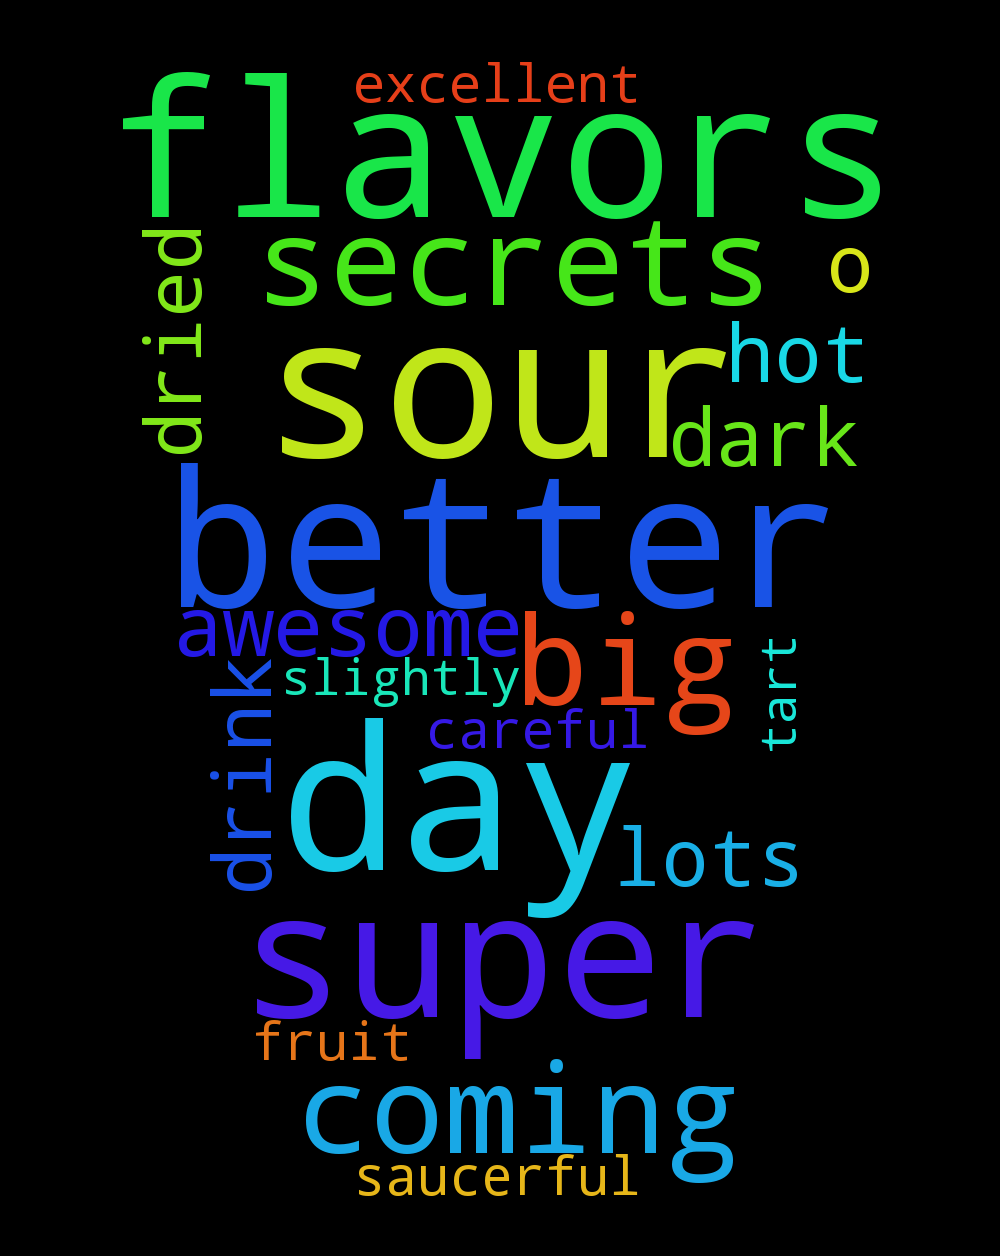 excellent
flavors
dried
secrets
o
sour
hot
dark
better
awesome
big
slightly
tart
careful
drink
day
lots
super
fruit
coming
saucerful